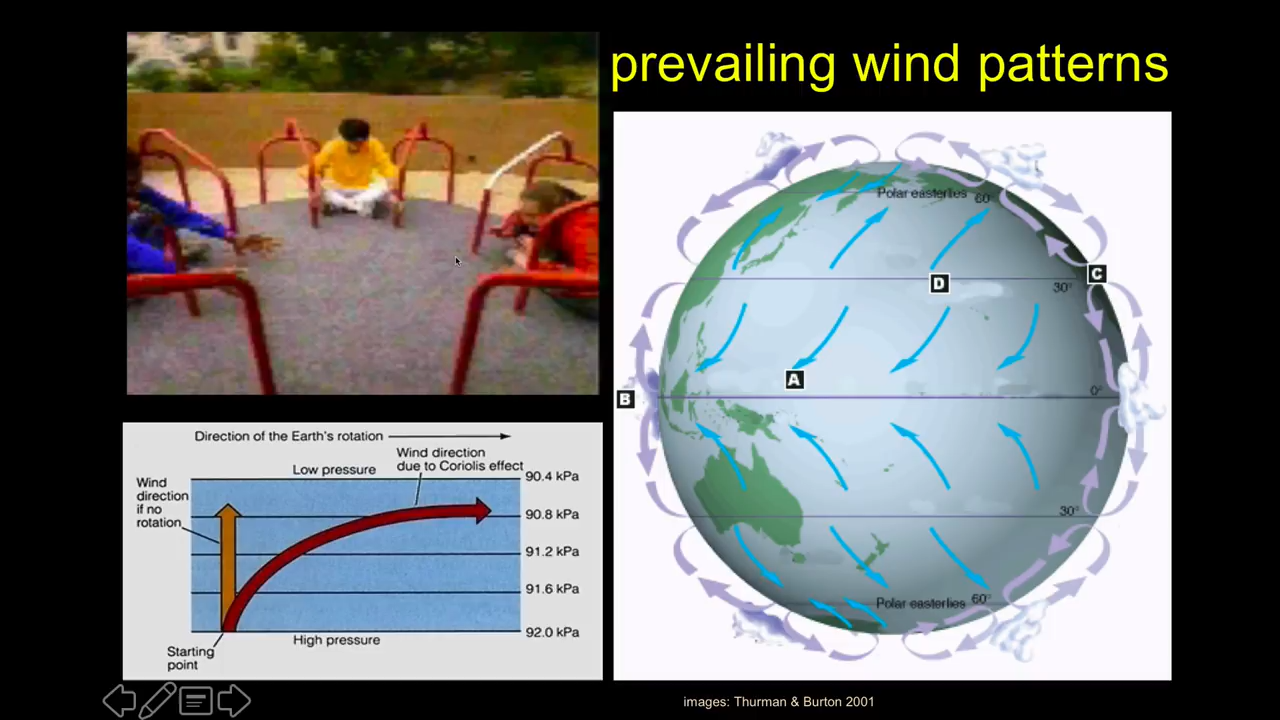 prevailing wind patterns
Direction of the Earth's rotation
Wind direction
due to Coriolis effect
Low pressure
90.4 kPa
Wind
direction
if no
rotation
90.8 kPa
91.2 kPa
91.6 kPa
92.0 kPa
High pressure
Starting
point
Polar easterlies
60°
C
D
30°
A
0°
B
30°
Polar easterlies
60°
images: Thurman & Burton 2001